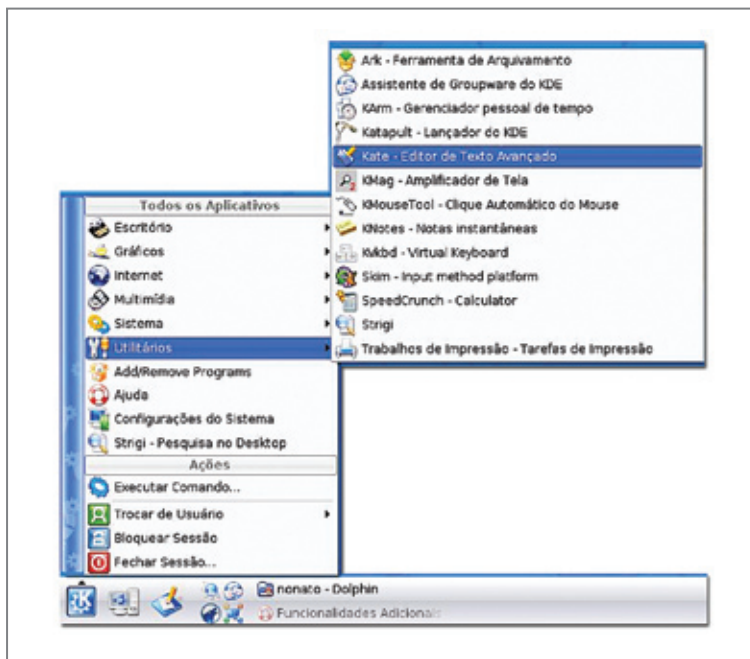 Ark - Ferramenta de Arquivamento
Assistente de Groupware do KDE
KArm - Gerenciador pessoal de tempo
Katapult - Lançador do KDE
Kate - Editor de Texto Avançado
KMag - Amplificador de Tela
KMouseTool - Clique Automático do Mouse
KNotes - Notas instantâneas
Kvkbd - Virtual Keyboard
Skim - Input method platform
SpeedCrunch - Calculator
Strigi
Trabalhos de Impressão - Tarefas de Impressão
Todos os Aplicativos
Escritório
Gráficos
Internet
Multimídia
Sistema
Utilitários
Add/Remove Programs
Ajuda
Configurações do Sistema
Strigi - Pesquisa no Desktop
Ações
Executar Comando...
Trocar de Usuário
Bloquear Sessão
Fechar Sessão...
nonato - Dolphin
Funcionalidades Adicionais